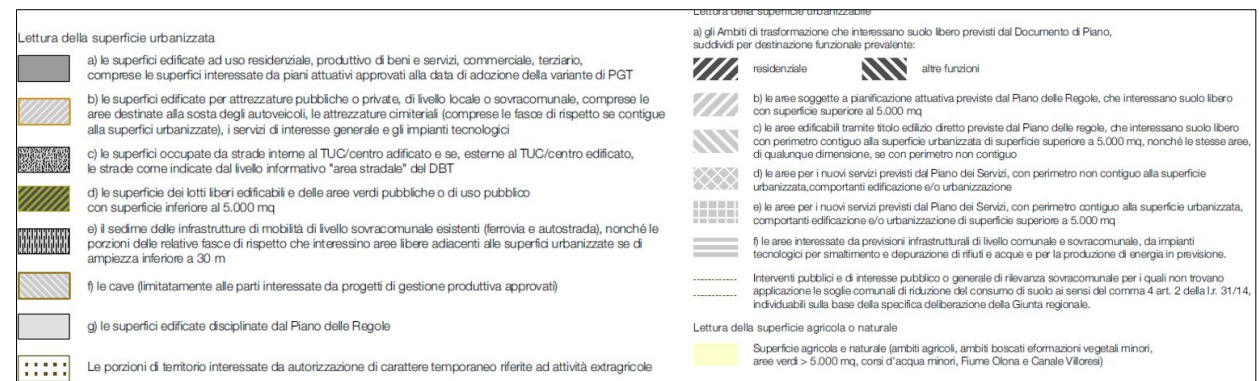 Lettura della superficie urbanizzata
a) le superfici edificate ad uso residenziale, produttivo di beni e servizi, commerciale, terziario,
comprese le superfici interessate da piani attuativi approvati alla data di adozione della variante di PGT
b) le superfici edificate per attrezzature pubbliche o private, di livello locale o sovracomunale, comprese le
aree destinate alla sosta degli autoveicoli, le attrezzature cimiteriali (comprese le fasce di rispetto se contigue
alla superfici urbanizzate), i servizi di interesse generale e gli impianti tecnologici
c) le superfici occupate da strade interne al TUC/centro adificato e se, esterne al TUC/centro edificato,
le strade come indicate dal livello informativo "area stradale" del DBT
d) le superficie dei lotti liberi edificabili e delle aree verdi pubbliche o di uso pubblico
con superficie inferiore al 5.000 mq
e) il sedime delle infrastrutture di mobilità di livello sovracomunale esistenti (ferrovia e autostrada), nonché le
porzioni delle relative fasce di rispetto che interessino aree libere adiacenti alle superfici urbanizzate se di
ampiezza inferiore a 30 m
f) le cave (limitatamente alle parti interessate da progetti di gestione produttiva approvati)
g) le superfici edificate disciplinate dal Piano delle Regole
Le porzioni di territorio interessate da autorizzazione di carattere temporaneo riferite ad attività extragricole
Lettura della superficie urbanizzabile
a) gli Ambiti di trasformazione che interessano suolo libero previsti dal Documento di Piano,
suddividi per destinazione funzionale prevalente:
residenziale
altre funzioni
b) le aree soggette a pianificazione attuativa previste dal Piano delle Regole, che interessano suolo libero
con superficie superiore al 5.000 mq
c) le aree edificabili tramite titolo edilizio diretto previste dal Piano delle regole, che interessano suolo libero
con perimetro contiguo alla superficie urbanizzata di superficie superiore a 5.000 mq, nonché le stesse aree,
di qualunque dimensione, se con perimetro non contiguo
d) le aree per i nuovi servizi previsti dal Piano dei Servizi, con perimetro non contiguo alla superficie
urbanizzata,comportanti edificazione e/o urbanizzazione
e) le aree per i nuovi servizi previsti dal Piano dei Servizi, con perimetro contiguo alla superficie urbanizzata,
comportanti edificazione e/o urbanizzazione di superficie superiore a 5.000 mq
f) le aree interessate da previsioni infrastrutturali di livello comunale e sovracomunale, da impianti
tecnologici per smaltimento e depurazione di rifiuti e acque e per la produzione di energia in previsione.
Interventi pubblici e di interesse pubblico o generale di rilevanza sovracomunale per i quali non trovano
applicazione le soglie comunali di riduzione del consumo di suolo ai sensi del comma 4 art. 2 della l.r. 31/14,
individuabili sulla base della specifica deliberazione della Giunta regionale.
Lettura della superficie agricola o naturale
Superficie agricola e naturale (ambiti agricoli, ambiti boscati eformazioni vegetali minori,
aree verdi > 5.000 mq, corsi d'acqua minori, Fiume Olona e Canale Villoresi)